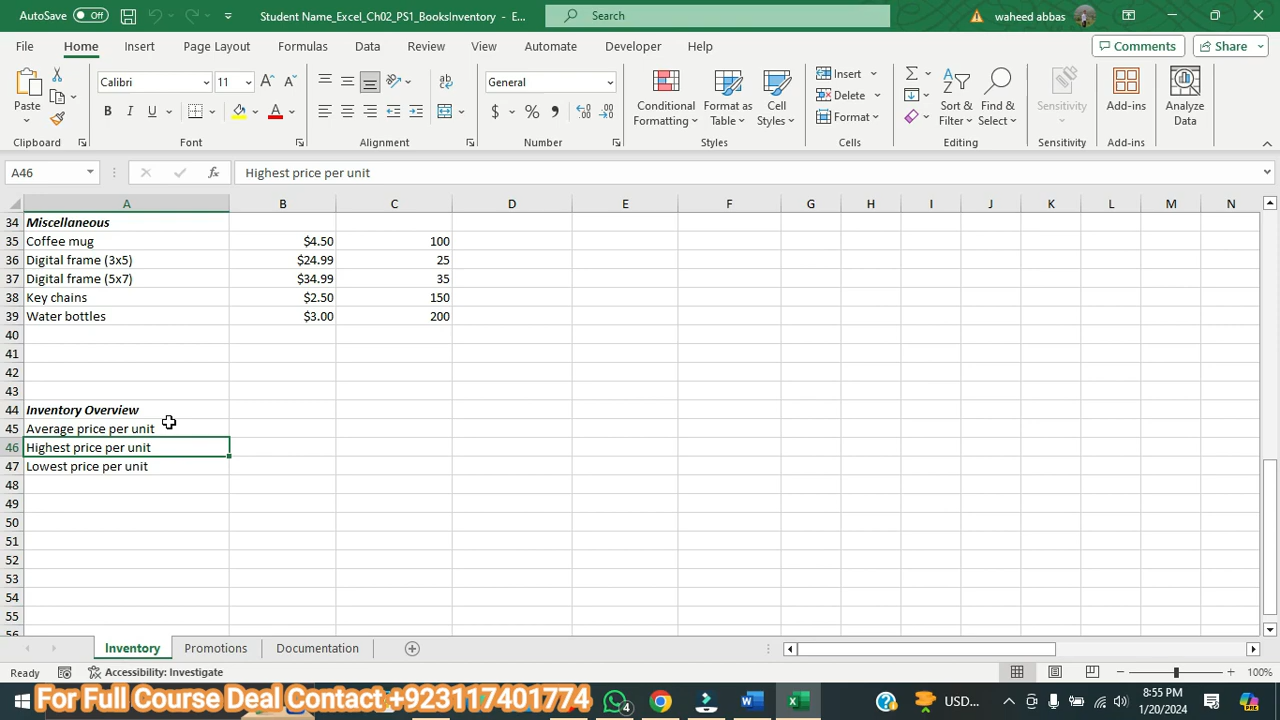 AutoSave Off Student Name_Excel_Ch02_PS1_BooksInventory - E... Search waheed abbas
File Home Insert Page Layout Formulas Data Review View Automate Developer Help Comments Share
Paste Calibri 11 General Conditional Formatting Format as Table Cell Styles Insert Delete Format Sort & Filter Find & Select Sensitivity Add-ins Analyze Data
Clipboard Font Alignment Number Styles Cells Editing Sensitivity Add-ins
A46 fx Highest price per unit
A B C D E F G H I J K L M N
34 Miscellaneous
35 Coffee mug $4.50 100
36 Digital frame (3x5) $24.99 25
37 Digital frame (5x7) $34.99 35
38 Key chains $2.50 150
39 Water bottles $3.00 200
40
41
42
43
44 Inventory Overview
45 Average price per unit
46 Highest price per unit
47 Lowest price per unit
48
49
50
51
52
53
54
55
56
Inventory Promotions Documentation
Ready Accessibility: Investigate 100%
For Full Course Deal Contact +923117401774 4 USD... 8:55 PM
1/20/2024